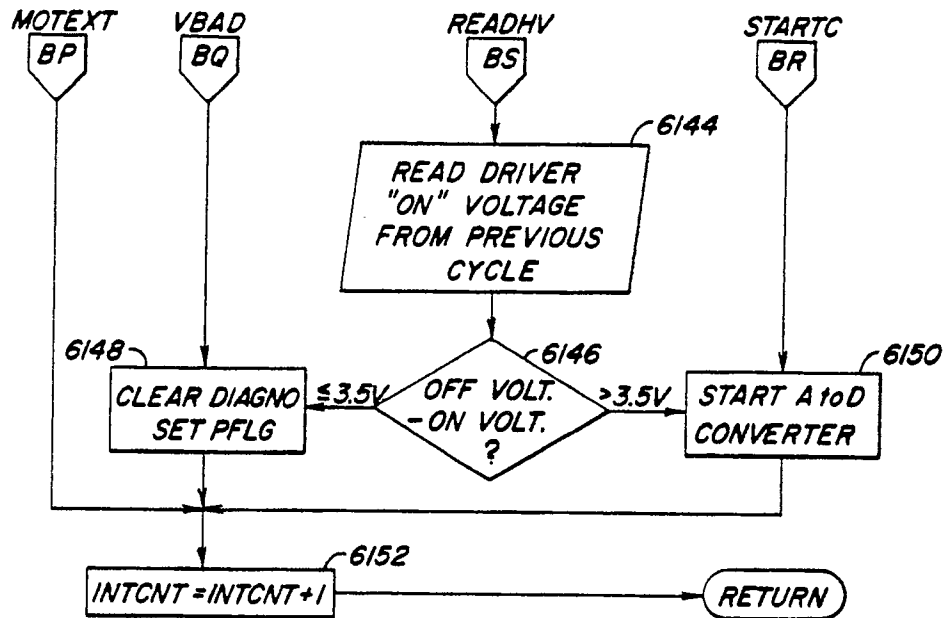 MOTEXT
BP
VBAD
BQ
READHV
BS
STARTC
BR
6144
READ DRIVER
"ON" VOLTAGE
FROM PREVIOUS
CYCLE
6148
CLEAR DIAGNO
SET PFLG
≤3.5V
6146
OFF VOLT.
-ON VOLT.
?
>3.5V
6150
START A to D
CONVERTER
6152
INTCNT=INTCNT+1
RETURN